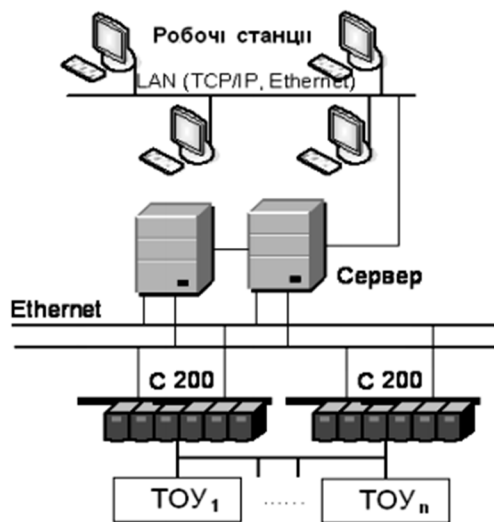 Робочі станції
LAN (TCP/IP, Ethernet)
Сервер
Ethernet
С 200 С 200
ТОУ1 ...... ТОУn